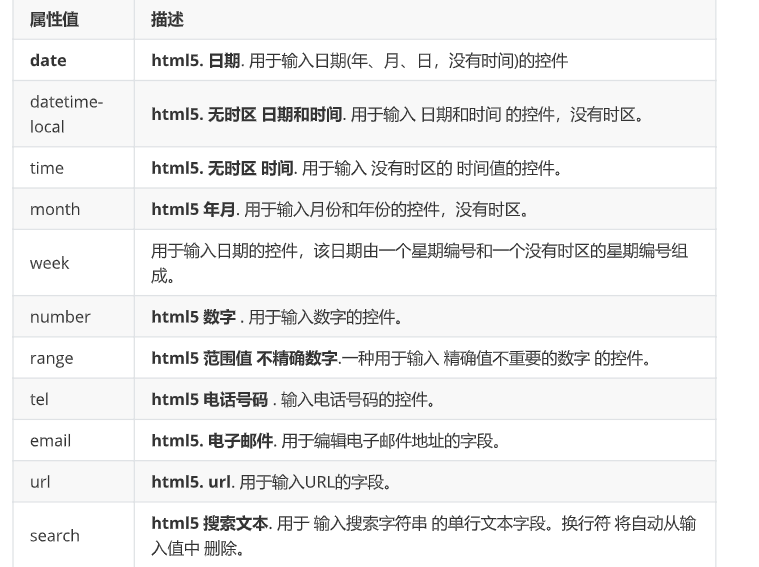 属性值 描述
date html5. 日期. 用于输入日期(年、月、日，没有时间)的控件
datetime-
local
html5. 无时区 日期和时间. 用于输入 日期和时间 的控件，没有时区。
time html5. 无时区 时间. 用于输入 没有时区的 时间值的控件。
month html5 年月. 用于输入月份和年份的控件，没有时区。
week
用于输入日期的控件，该日期由一个星期编号和一个没有时区的星期编号组
成。
number html5 数字 . 用于输入数字的控件。
range html5 范围值 不精确数字.一种用于输入 精确值不重要的数字 的控件。
tel html5 电话号码 . 输入电话号码的控件。
email html5. 电子邮件. 用于编辑电子邮件地址的字段。
url html5. url. 用于输入URL的字段。
search
html5 搜索文本. 用于 输入搜索字符串 的单行文本字段。换行符 将自动从输
入值中 删除。